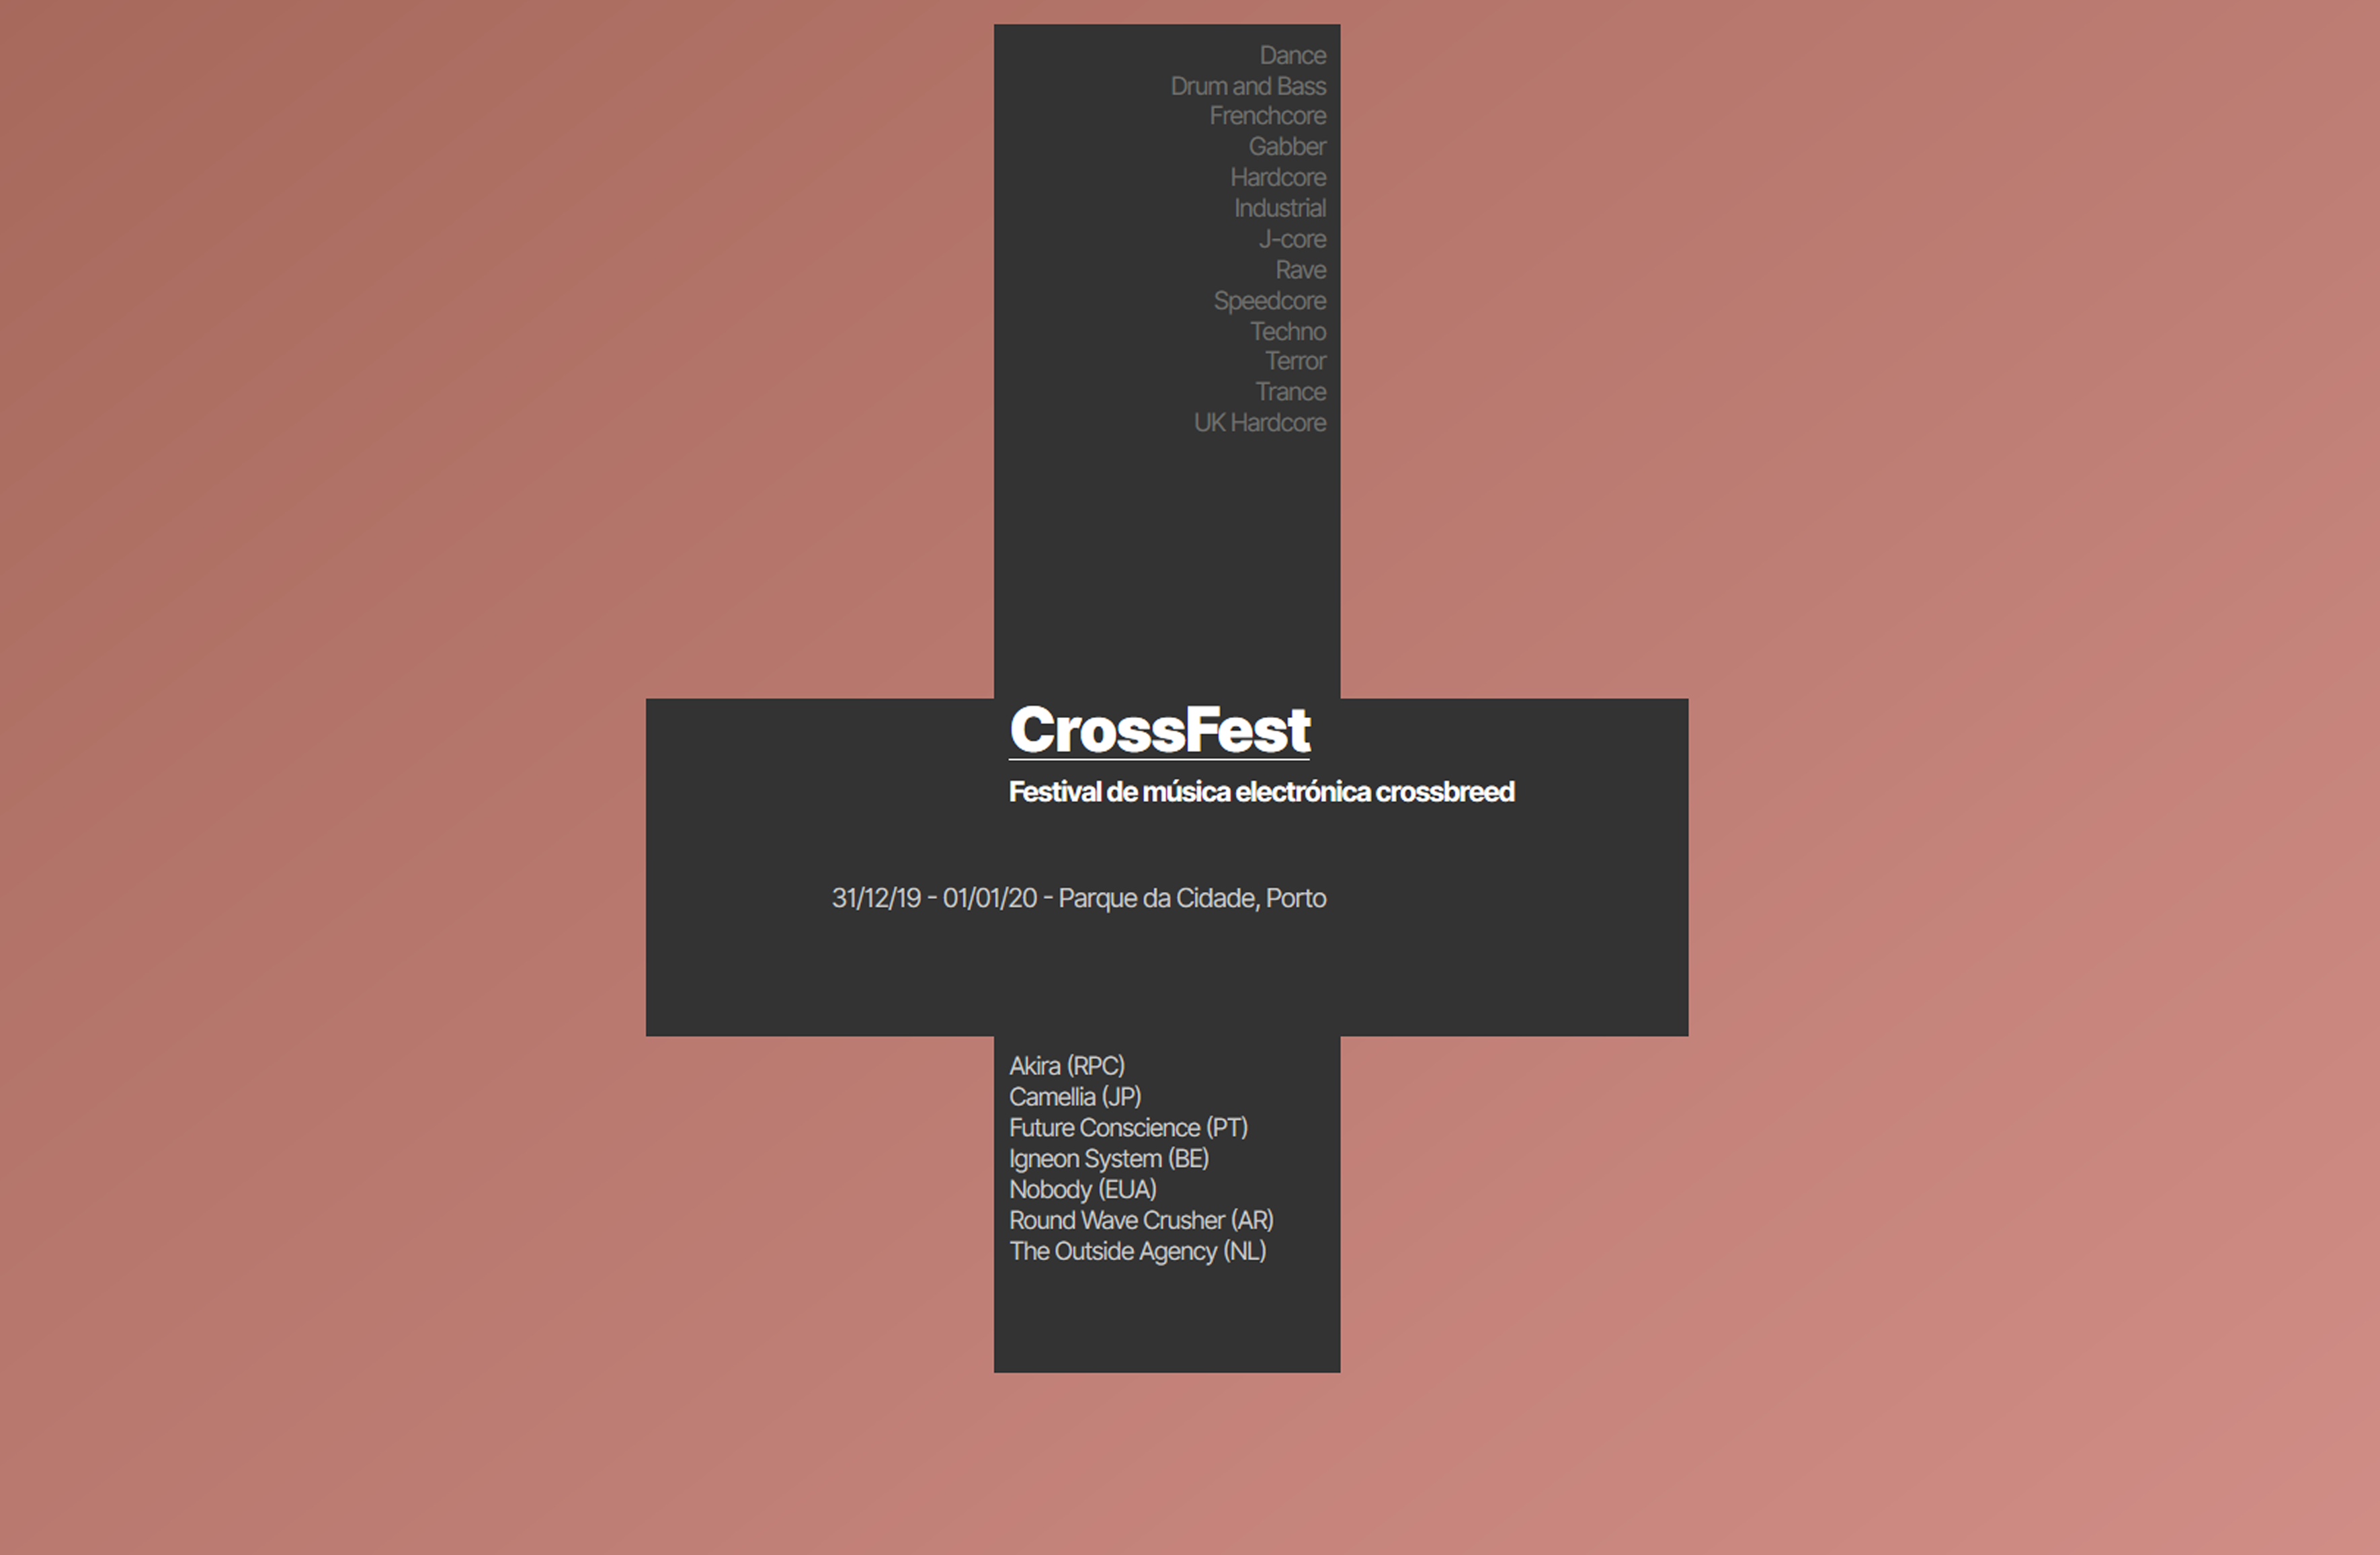 Dance
Drum and Bass
Frenchcore
Gabber
Hardcore
Industrial
J-core
Rave
Speedcore
Techno
Terror
Trance
UK Hardcore
CrossFest
Festival de música electrónica crossbreed
31/12/19 - 01/01/20 - Parque da Cidade, Porto
Akira (RPC)
Camellia (JP)
Future Conscience (PT)
Igneon System (BE)
Nobody (EUA)
Round Wave Crusher (AR)
The Outside Agency (NL)